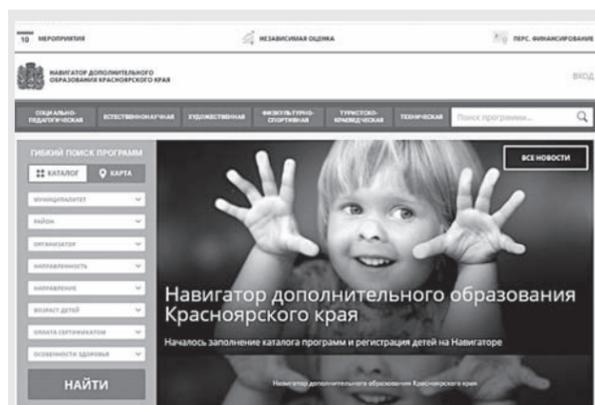 10 МЕРОПРИЯТИЯ
НЕЗАВИСИМАЯ ОЦЕНКА
ПЕРС. ФИНАНСИРОВАНИЕ
НАВИГАТОР ДОПОЛНИТЕЛЬНОГО
ОБРАЗОВАНИЯ КРАСНОЯРСКОГО КРАЯ
ВХОД
СОЦИАЛЬНО-
ПЕДАГОГИЧЕСКАЯ
ЕСТЕСТВЕННОНАУЧНАЯ
ХУДОЖЕСТВЕННАЯ
ФИЗКУЛЬТУРНО-
СПОРТИВНАЯ
ТУРИСТСКО-
КРАЕВЕДЧЕСКАЯ
ТЕХНИЧЕСКАЯ
Поиск программы...
ГИБКИЙ ПОИСК ПРОГРАММ
КАТАЛОГ
КАРТА
ВСЕ НОВОСТИ
МУНИЦИПАЛИТЕТ
РАЙОН
ОРГАНИЗАТОР
НАПРАВЛЕННОСТЬ
НАПРАВЛЕНИЕ
ВОЗРАСТ ДЕТЕЙ
ОПЛАТА СЕРТИФИКАТОМ
ОСОБЕННОСТИ ЗДОРОВЬЯ
НАЙТИ
Навигатор дополнительного образования
Красноярского края
Началось заполнение каталога программ и регистрация детей на Навигаторе
Навигатор дополнительного образования Красноярского края